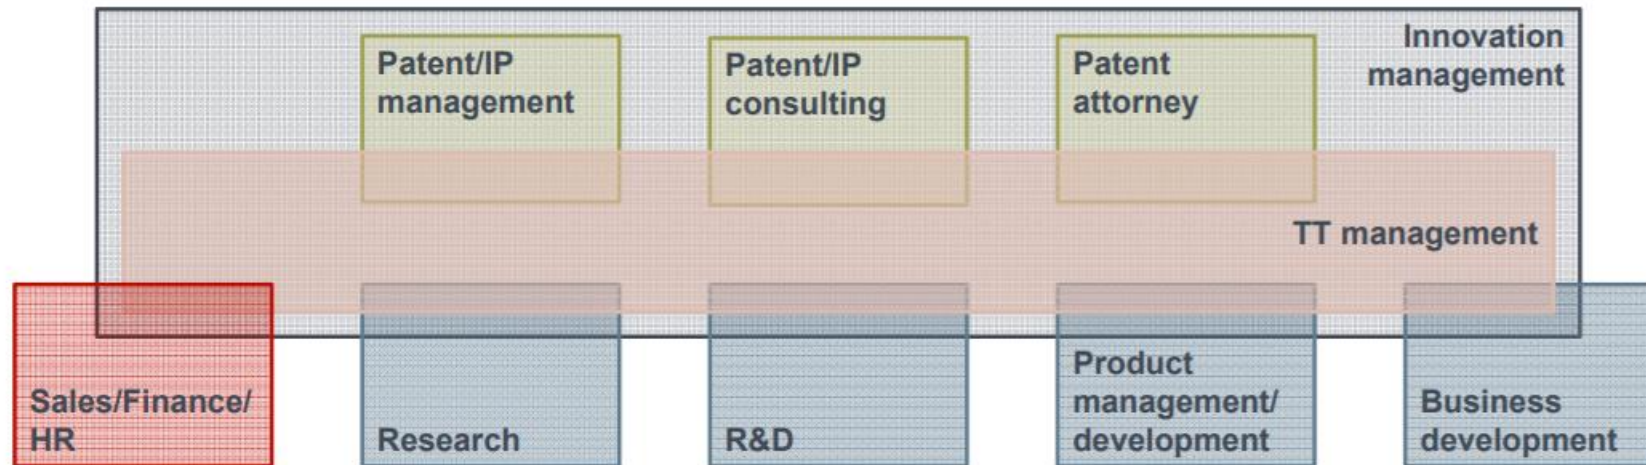 Innovation
management
Patent/IP
management
Patent/IP
consulting
Patent
attorney
TT management
Sales/Finance/
HR
Research
R&D
Product
management/
development
Business
development